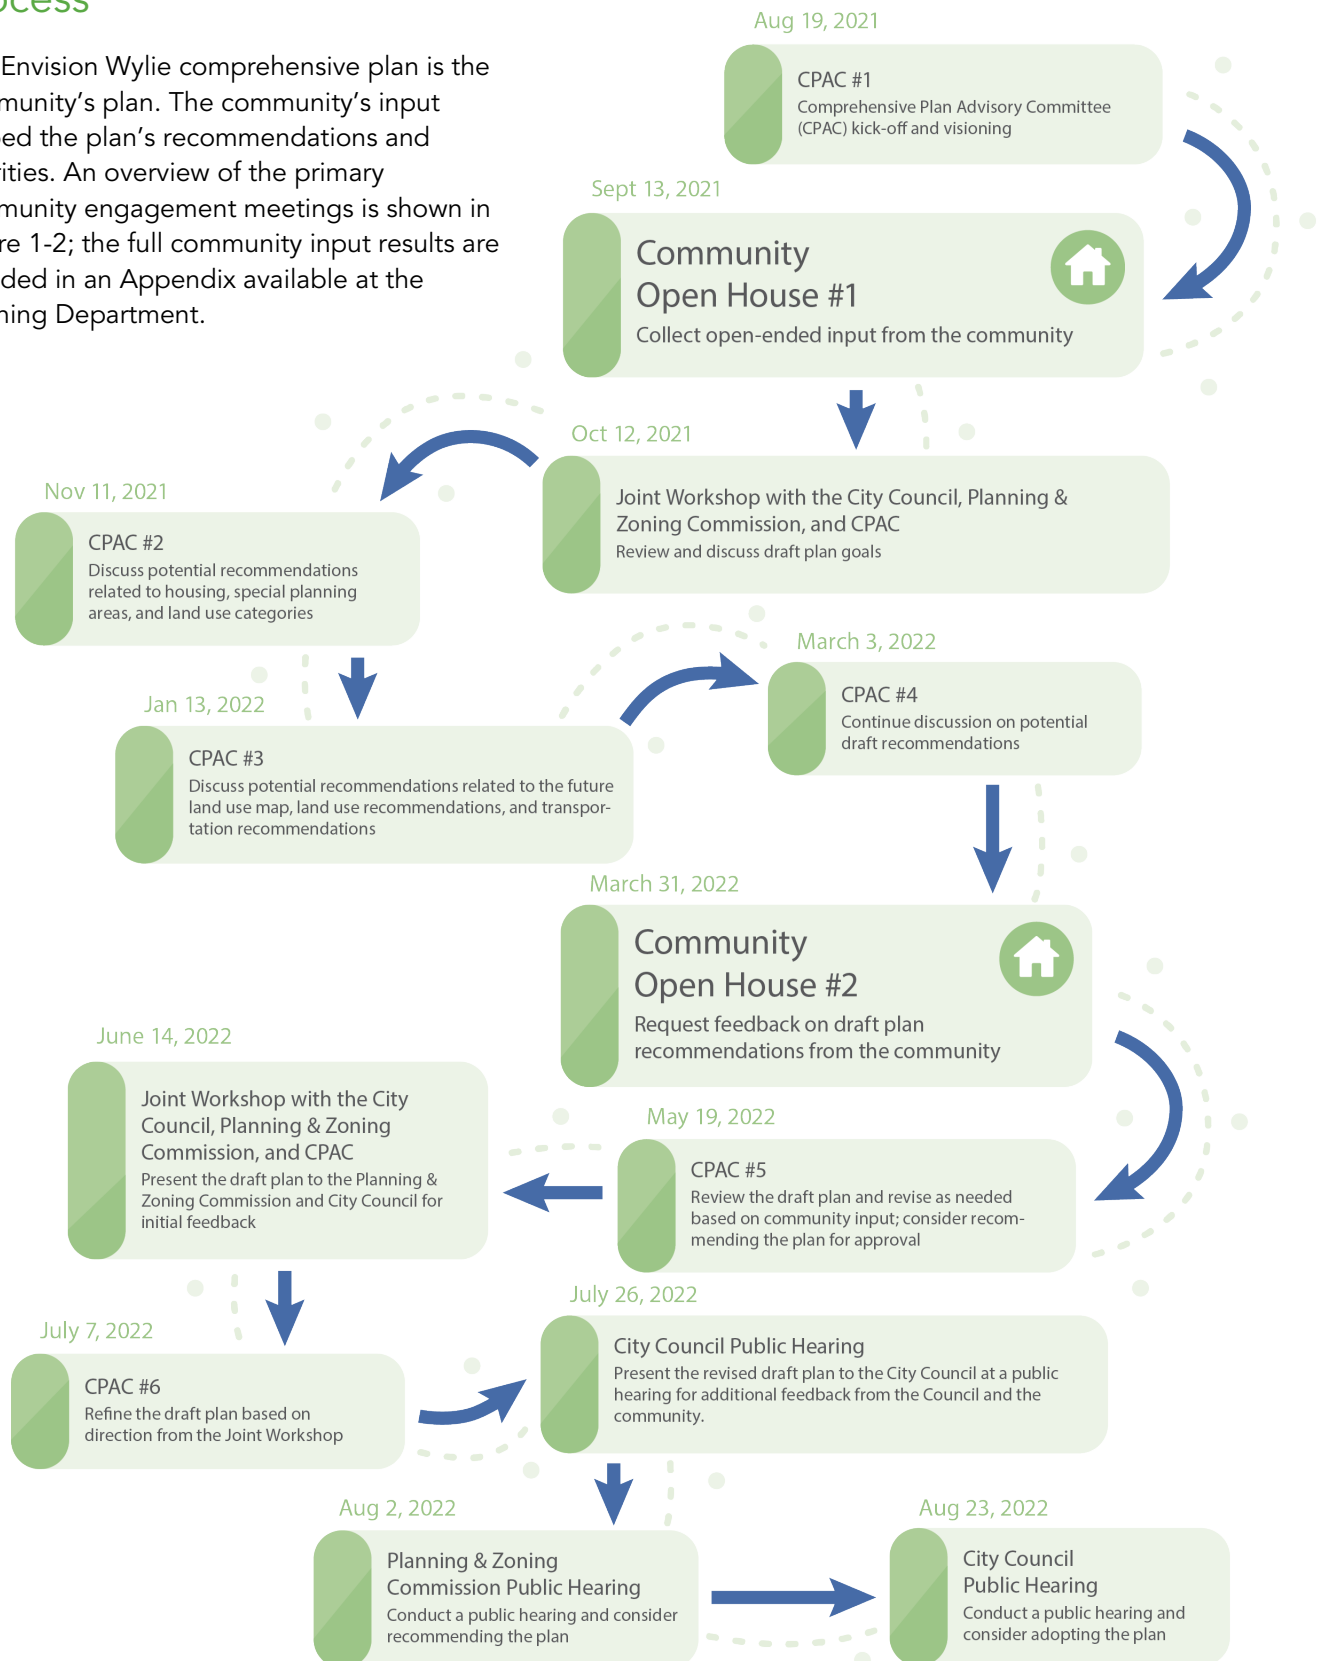 ocess
Envision Wylie comprehensive plan is the
munity’s plan. The community’s input
ped the plan’s recommendations and
rities. An overview of the primary
munity engagement meetings is shown in
re 1-2; the full community input results are
ded in an Appendix available at the
ning Department.
Aug 19, 2021
CPAC #1
Comprehensive Plan Advisory Committee
(CPAC) kick-off and visioning
Sept 13, 2021
Community
Open House #1
Collect open-ended input from the community
Oct 12, 2021
Joint Workshop with the City Council, Planning &
Zoning Commission, and CPAC
Review and discuss draft plan goals
Nov 11, 2021
CPAC #2
Discuss potential recommendations
related to housing, special planning
areas, and land use categories
Jan 13, 2022
CPAC #3
Discuss potential recommendations related to the future
land use map, land use recommendations, and transpor-
tation recommendations
March 3, 2022
CPAC #4
Continue discussion on potential
draft recommendations
March 31, 2022
Community
Open House #2
Request feedback on draft plan
recommendations from the community
May 19, 2022
CPAC #5
Review the draft plan and revise as needed
based on community input; consider recom-
mending the plan for approval
June 14, 2022
Joint Workshop with the City
Council, Planning & Zoning
Commission, and CPAC
Present the draft plan to the Planning &
Zoning Commission and City Council for
initial feedback
July 7, 2022
CPAC #6
Refine the draft plan based on
direction from the Joint Workshop
July 26, 2022
City Council Public Hearing
Present the revised draft plan to the City Council at a public
hearing for additional feedback from the Council and the
community.
Aug 2, 2022
Planning & Zoning
Commission Public Hearing
Conduct a public hearing and consider
recommending the plan
Aug 23, 2022
City Council
Public Hearing
Conduct a public hearing and
consider adopting the plan